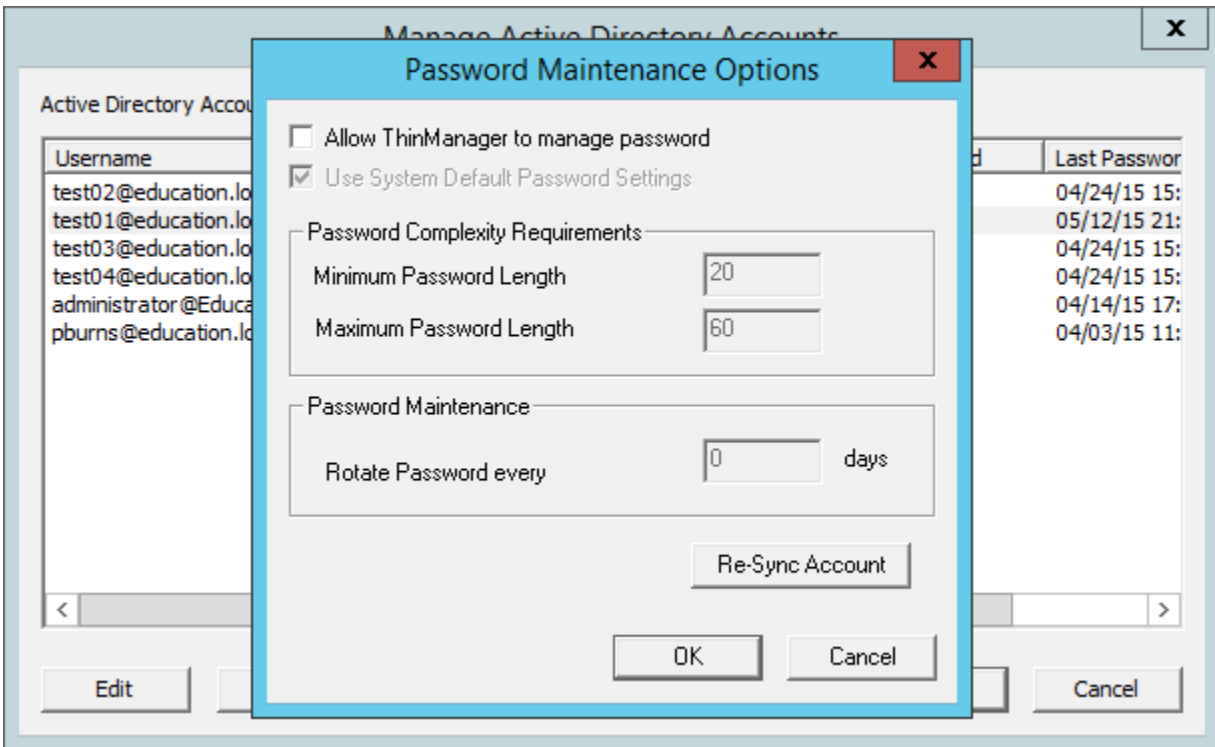 Manage Active Directory Accounts
x
Password Maintenance Options
x
Active Directory Accou
Allow ThinManager to manage password
Use System Default Password Settings
Username
d
Last Passwor
test02@education.lo
04/24/15 15:
test01@education.lo
05/12/15 21:
test03@education.lo
04/24/15 15:
test04@education.lo
04/24/15 15:
administrator@Educa
04/14/15 17:
pburns@education.lo
04/03/15 11:
Password Complexity Requirements
Minimum Password Length
20
Maximum Password Length
60
Password Maintenance
Rotate Password every
0
days
Re-Sync Account
OK
Cancel
Edit
Cancel